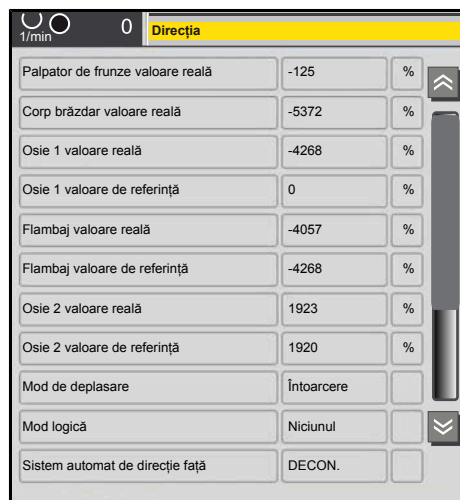 1/min 0 Direcția
Palpator de frunze valoare reală -125 %
Corp brăzdar valoare reală -5372 %
Osie 1 valoare reală -4268 %
Osie 1 valoare de referință 0 %
Flambaj valoare reală -4057 %
Flambaj valoare de referință -4268 %
Osie 2 valoare reală 1923 %
Osie 2 valoare de referință 1920 %
Mod de deplasare Întoarcere
Mod logică Niciunul
Sistem automat de direcție față DECON.